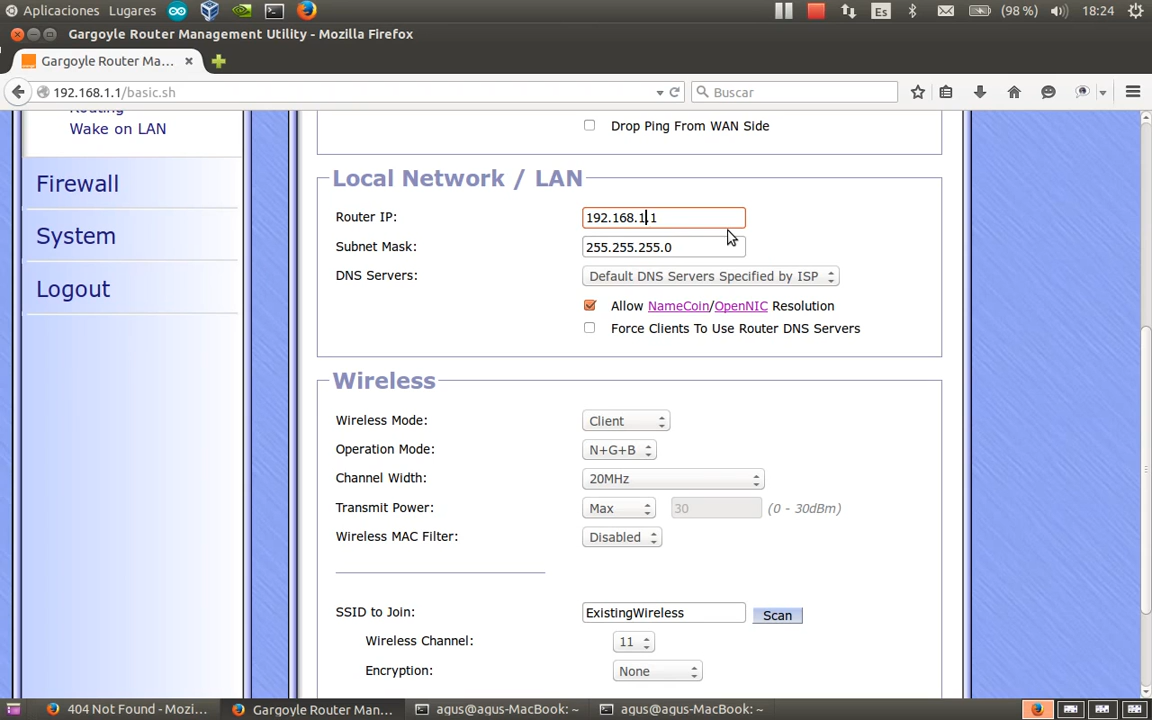 Aplicaciones Lugares Es (98 %) 18:24
Gargoyle Router Management Utility - Mozilla Firefox
Gargoyle Router Ma...
192.168.1.1/basic.sh Buscar
Routing
Wake on LAN
Firewall
System
Logout
Drop Ping From WAN Side
Local Network / LAN
Router IP: 192.168.1.1
Subnet Mask: 255.255.255.0
DNS Servers: Default DNS Servers Specified by ISP
Allow NameCoin/OpenNIC Resolution
Force Clients To Use Router DNS Servers
Wireless
Wireless Mode: Client
Operation Mode: N+G+B
Channel Width: 20MHz
Transmit Power: Max 30 (0 - 30dBm)
Wireless MAC Filter: Disabled
SSID to Join: ExistingWireless Scan
Wireless Channel: 11
Encryption: None
404 Not Found - Mozi... Gargoyle Router Man... agus@agus-MacBook: ~ agus@agus-MacBook: ~